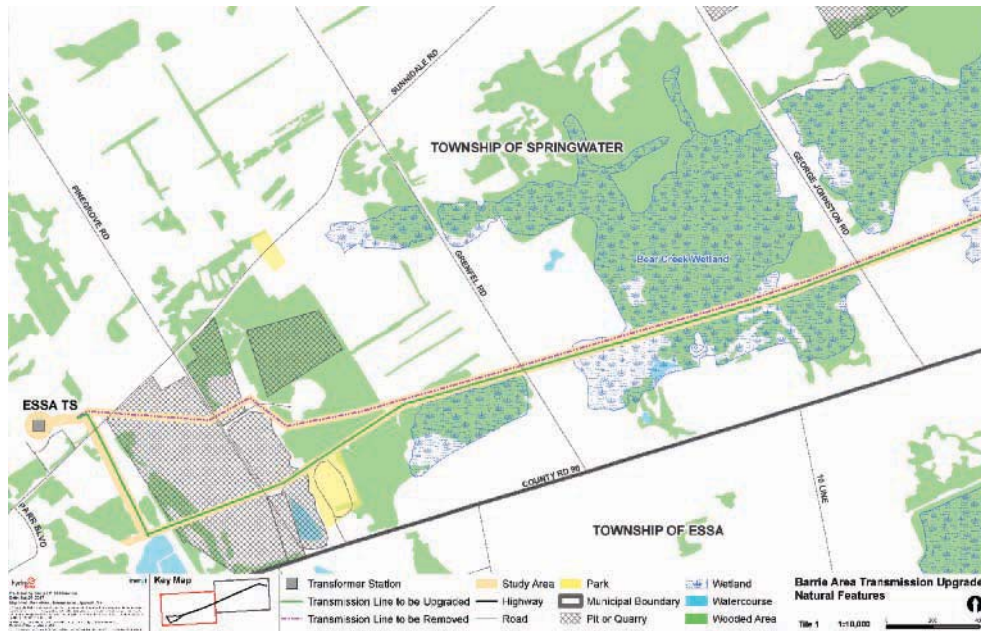 SUNNIDALE RD
TOWNSHIP OF SPRINGWATER
PINEGROVE RD
GEORGE JOHNSTON RD
GRENFEL RD
Bear Creek Wetland
ESSA TS
COUNTY RD 90
10 LINE
PARR BLVD
TOWNSHIP OF ESSA
Key Map
Transformer Station
Transmission Line to be Upgraded
Transmission Line to be Removed
Study Area
Highway
Road
Park
Municipal Boundary
Pit or Quarry
Wetland
Watercourse
Wooded Area
Barrie Area Transmission Upgrade
Natural Features
Tile 1 1:10,000